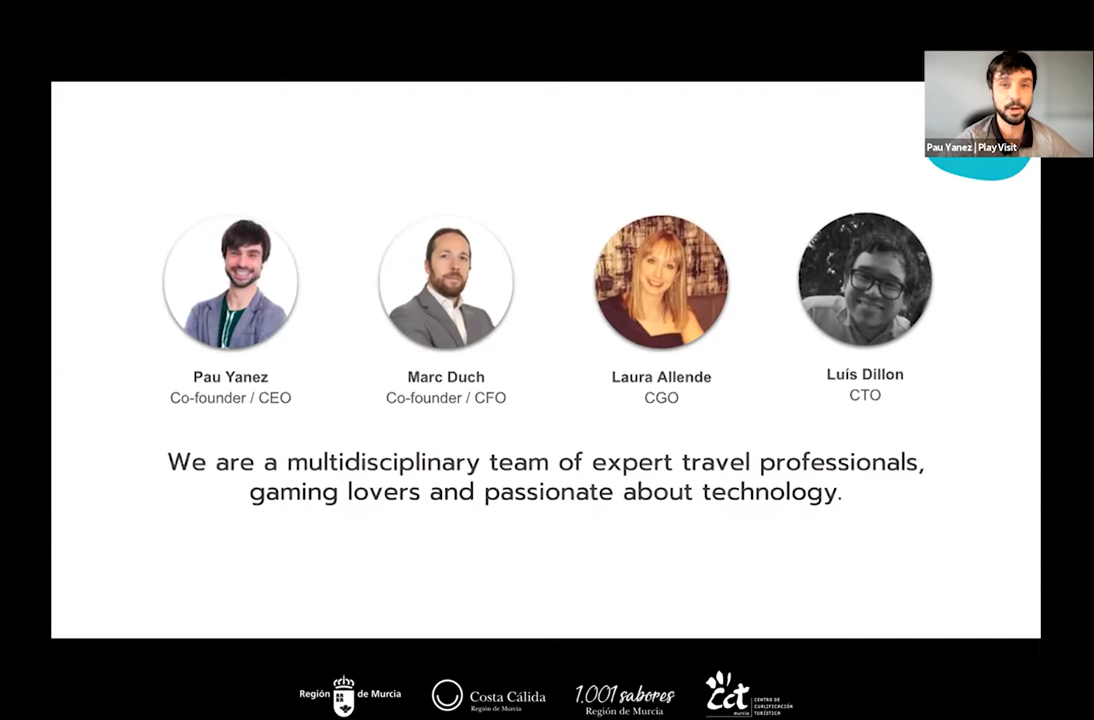 Pau Yanez | PlayVisit
Pau Yanez
Co-founder / CEO
Marc Duch
Co-founder / CFO
Laura Allende
CGO
Luís Dillon
CTO
We are a multidisciplinary team of expert travel professionals,
gaming lovers and passionate about technology.
Región de Murcia
Costa Cálida
Región de Murcia
1.001 sabores
Región de Murcia
cct
murcia
CENTRO DE
CUALIFICACIÓN
TURÍSTICA